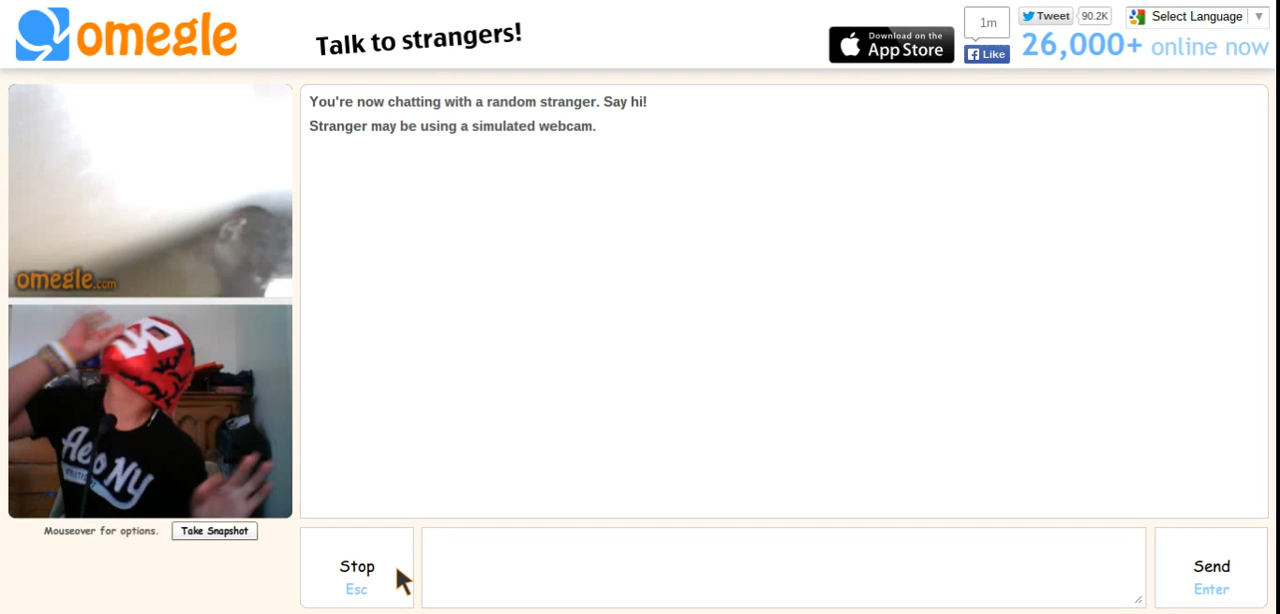 omegle
Talk to strangers!
Download on the
App Store
1m
Like
Tweet
90.2K
Select Language
26,000+ online now
omegle.com
You're now chatting with a random stranger. Say hi!
Stranger may be using a simulated webcam.
Ae o NY
Mouseover for options.
Take Snapshot
Stop
Esc
Send
Enter